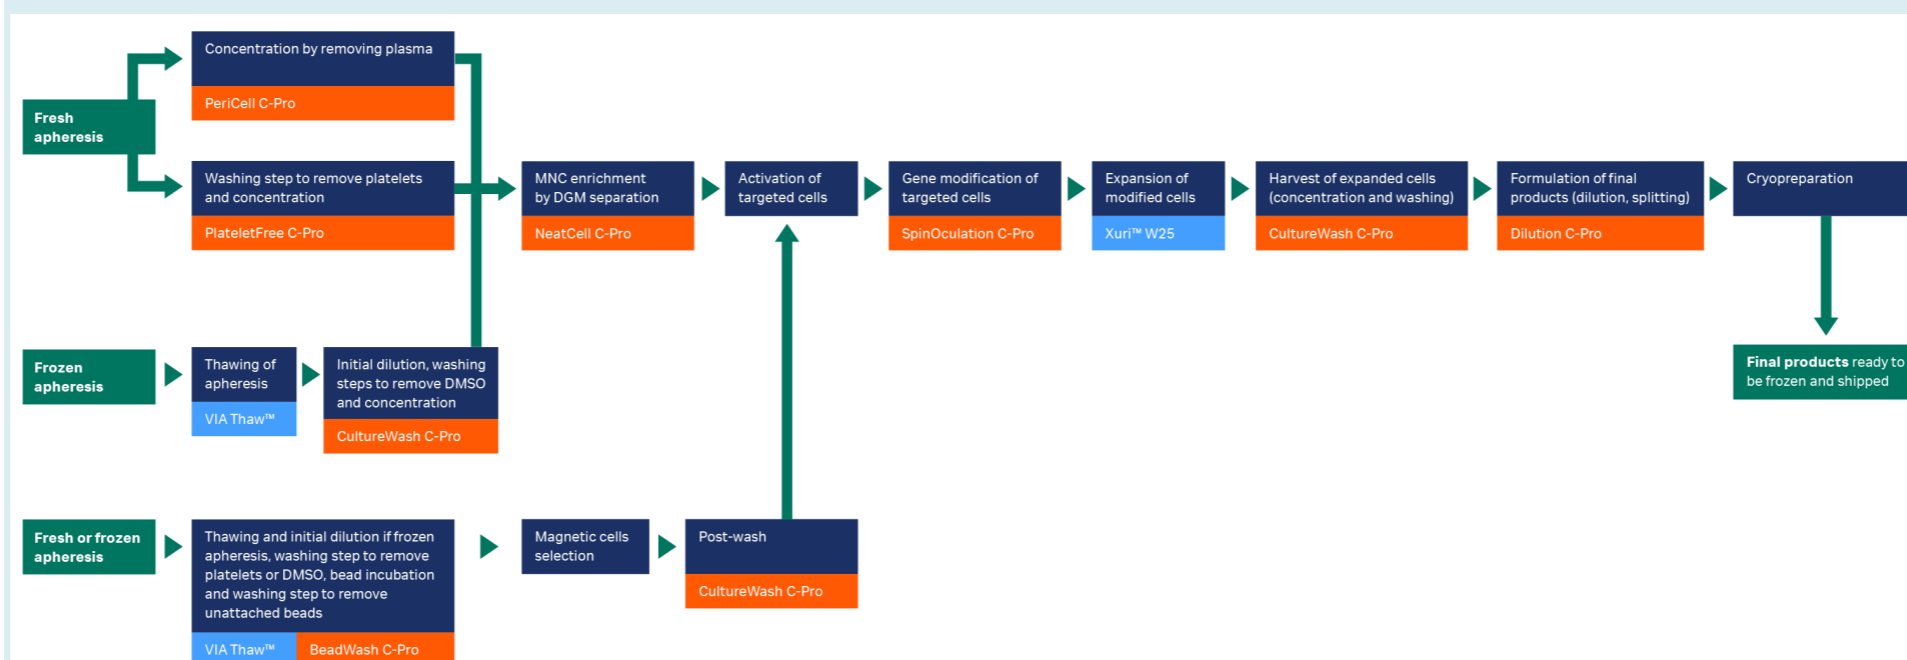 Concentration by removing plasma
PeriCell C-Pro
Fresh
apheresis
Washing step to remove platelets
and concentration
PlateletFree C-Pro
MNC enrichment
by DGM separation
NeatCell C-Pro
Activation of
targeted cells
Gene modification of
targeted cells
SpinOculation C-Pro
Expansion of
modified cells
Xuri™ W25
Harvest of expanded cells
(concentration and washing)
CultureWash C-Pro
Formulation of final
products (dilution, splitting)
Dilution C-Pro
Cryopreparation
Frozen
apheresis
Thawing of
apheresis
VIA Thaw™
Initial dilution, washing
steps to remove DMSO
and concentration
CultureWash C-Pro
Final products ready to
be frozen and shipped
Fresh or frozen
apheresis
Thawing and initial dilution if frozen
apheresis, washing step to remove
platelets or DMSO, bead incubation
and washing step to remove
unattached beads
VIA Thaw™
BeadWash C-Pro
Magnetic cells
selection
Post-wash
CultureWash C-Pro